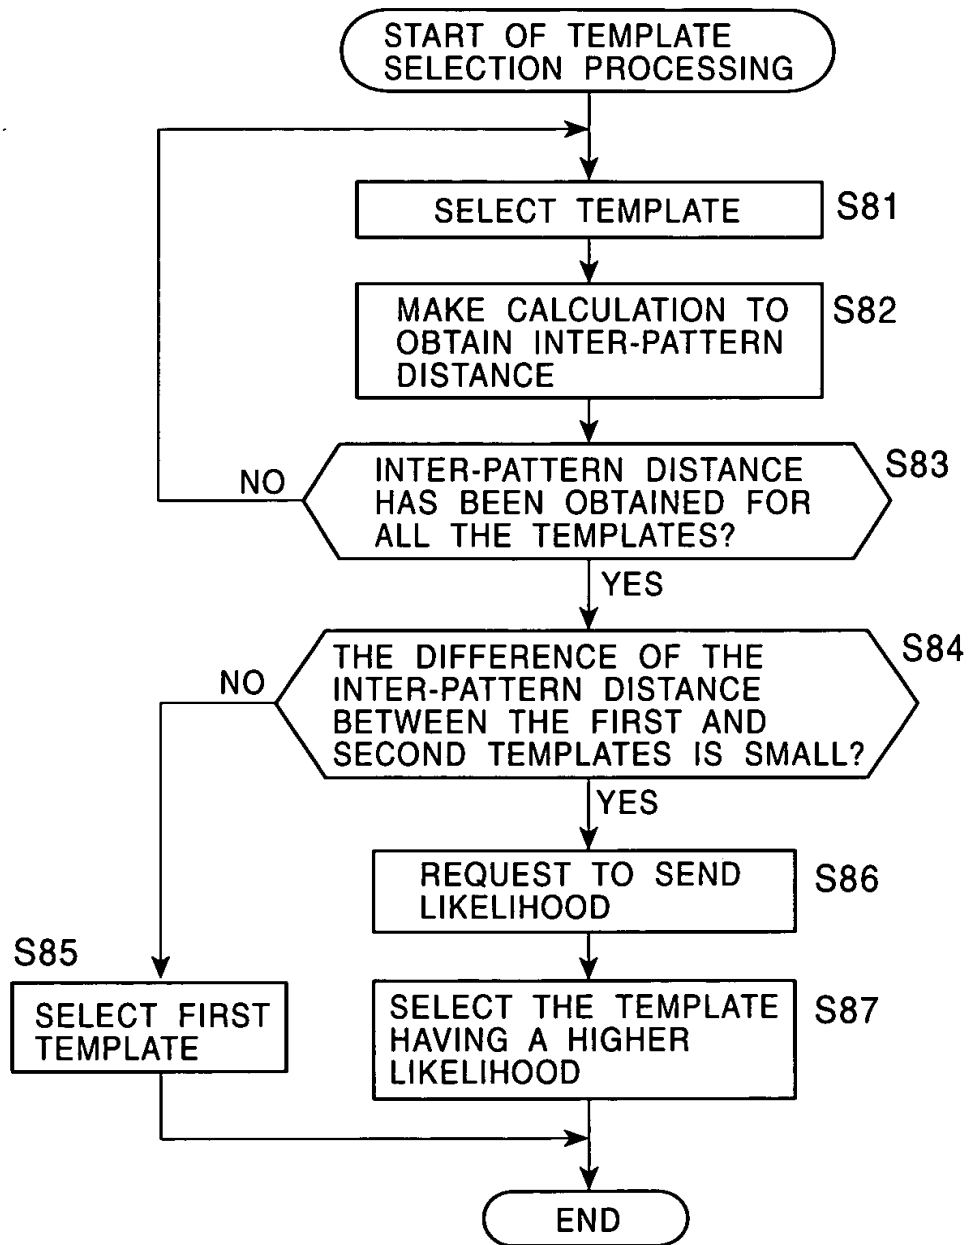 START OF TEMPLATE
SELECTION PROCESSING
SELECT TEMPLATE
S81
MAKE CALCULATION TO
OBTAIN INTER-PATTERN
DISTANCE
S82
INTER-PATTERN DISTANCE
HAS BEEN OBTAINED FOR
ALL THE TEMPLATES?
S83
NO
YES
THE DIFFERENCE OF THE
INTER-PATTERN DISTANCE
BETWEEN THE FIRST AND
SECOND TEMPLATES IS SMALL?
S84
NO
YES
REQUEST TO SEND
LIKELIHOOD
S86
S85
SELECT FIRST
TEMPLATE
SELECT THE TEMPLATE
HAVING A HIGHER
LIKELIHOOD
S87
END